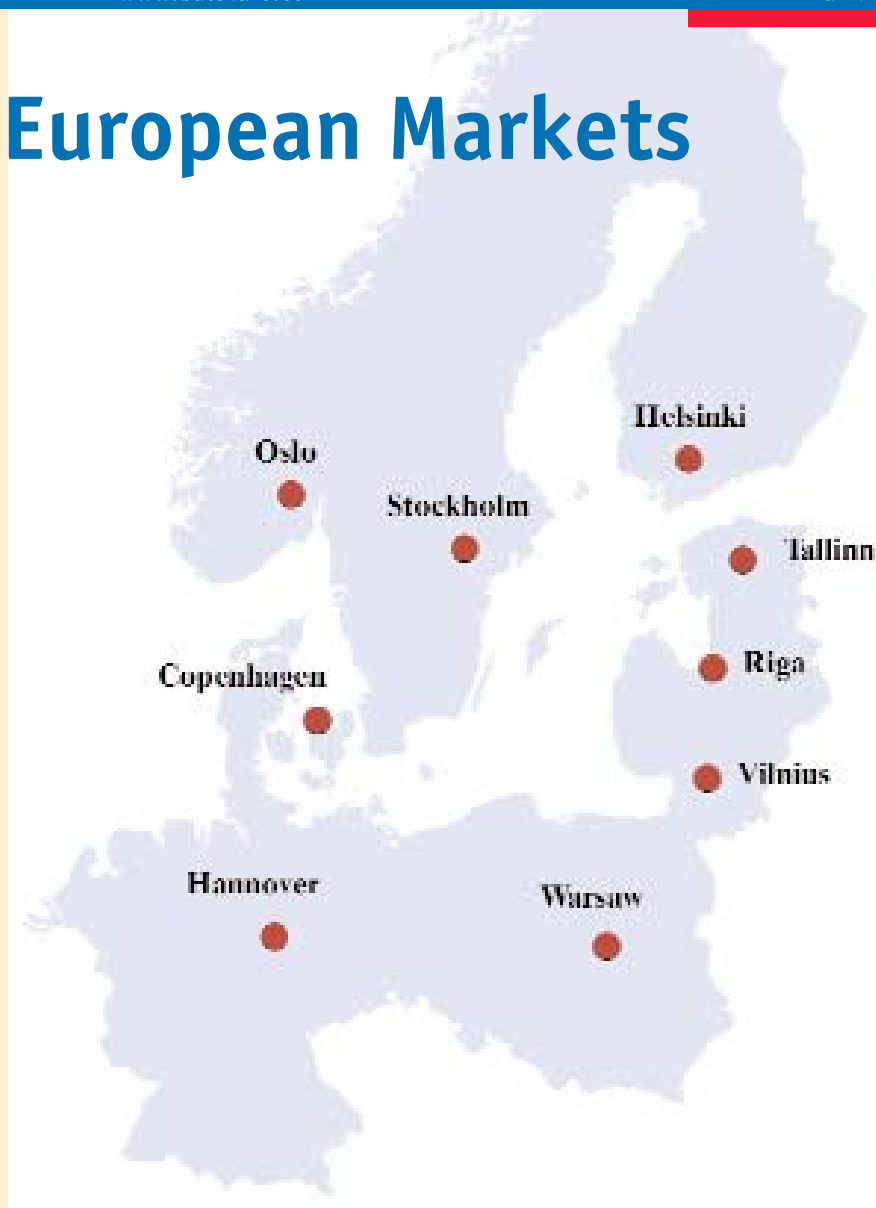 European Markets
Helsinki
Oslo
Stockholm
Tallinn
Riga
Copenhagen
Vilnius
Hannover
Warsaw